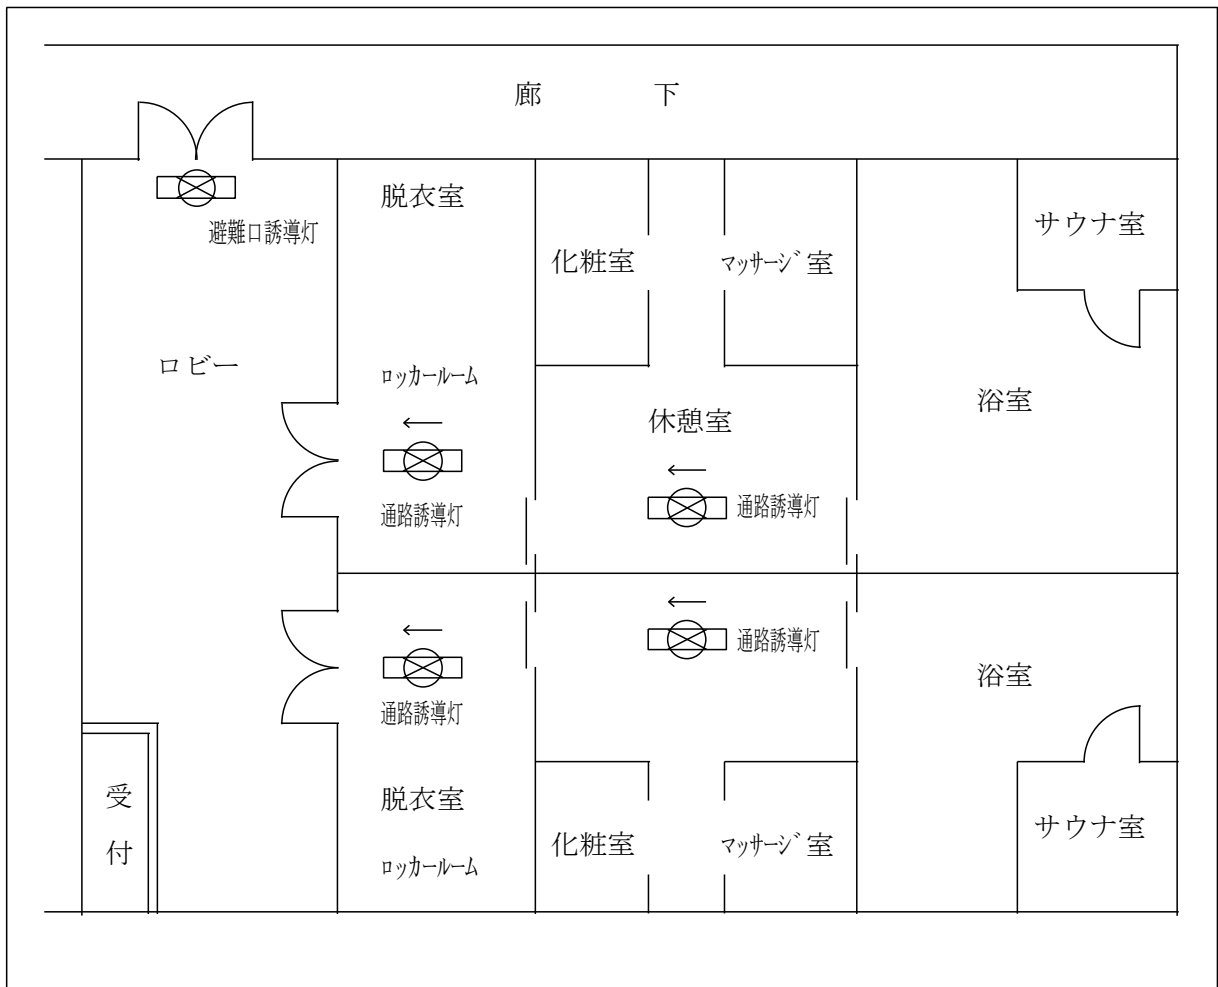 廊 下
脱衣室
サウナ室
避難口誘導灯
化粧室
マッサージ室
ロビー
ロッカールーム
浴室
休憩室
通路誘導灯
通路誘導灯
通路誘導灯
浴室
通路誘導灯
受付
脱衣室
サウナ室
化粧室
マッサージ室
ロッカールーム